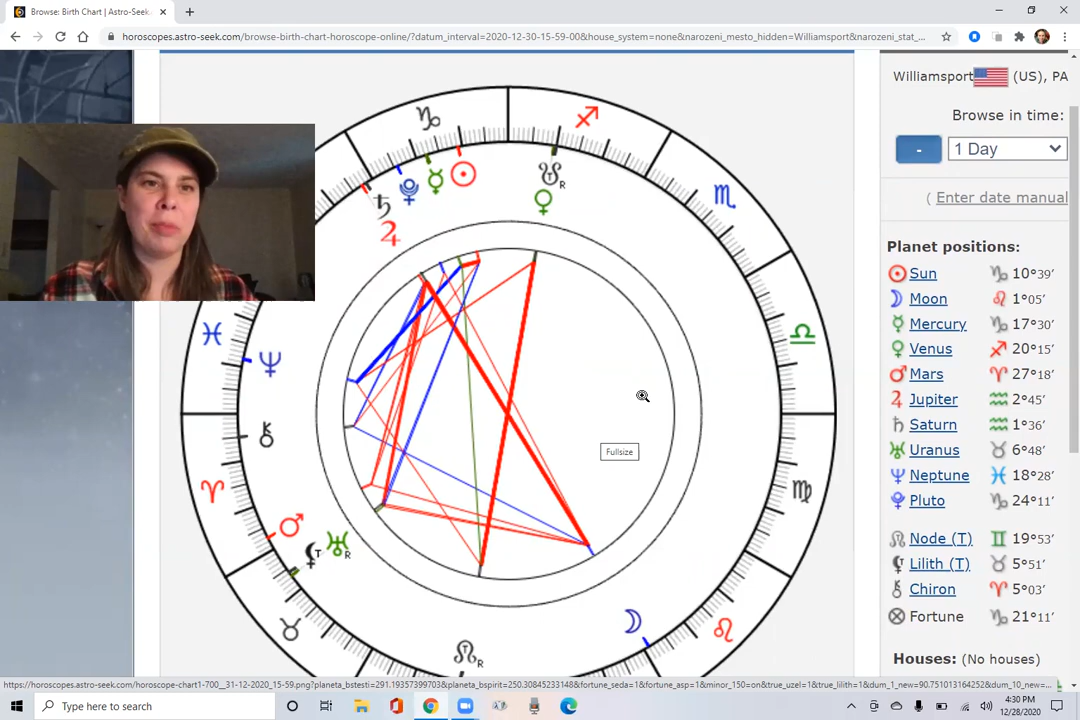 Browse: Birth Chart | Astro-Seek.
horoscopes.astro-seek.com/browse-birth-chart-horoscope-online/?datum_interval=2020-12-30-15-59-00&house_system=none&narozeni_mesto_hidden=Williamsport&narozeni_stat_...
Williamsport (US), PA
Browse in time:
- 1 Day
( Enter date manual
Planet positions:
Sun ♑ 10°39'
Moon ♌ 1°05'
Mercury ♑ 17°30'
Venus ♐ 20°15'
Mars ♈ 27°18'
Jupiter ♒ 2°45'
Saturn ♒ 1°36'
Uranus ♉ 6°48'
Neptune ♓ 18°28'
Pluto ♑ 24°11'
Node (T) ♊ 19°53'
Lilith (T) ♉ 5°51'
Chiron ♈ 5°03'
Fortune ♑ 21°11'
Houses: (No houses)
R
Fullsize
T
R
T
R
https://horoscopes.astro-seek.com/horoscope-chart1-700__31-12-2020_15-59.png?planeta_bstesti=291.19357399703&planeta_bspirit=250.30845233148&fortune_seda=1&fortune_asp=1&minor_150=on&true_uzel=1&true_lilith=1&dum_1_new=90.751013164252&dum_10_new=...
Type here to search
4:30 PM
12/28/2020